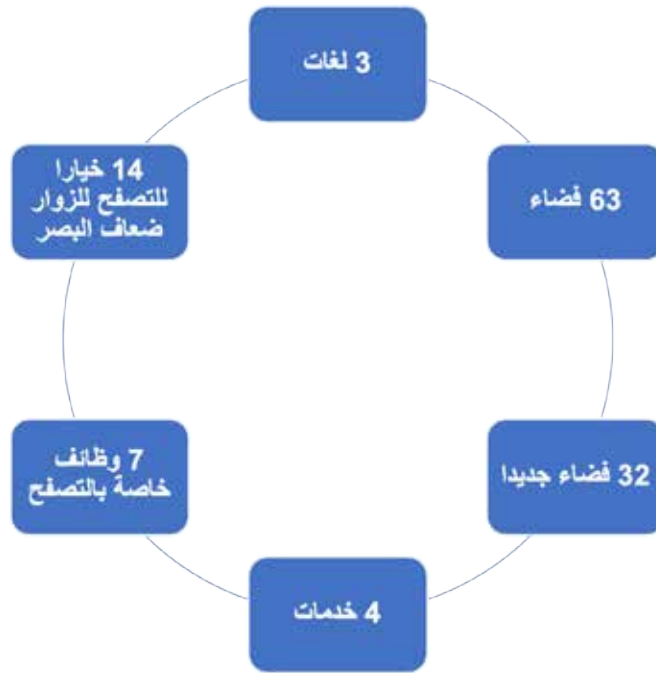 3 لغات
63 فضاء
32 فضاء جديدا
4 خدمات
7 وظائف
خاصة بالتصفح
14 خيارا
للتصفح للزوار
ضعاف البصر